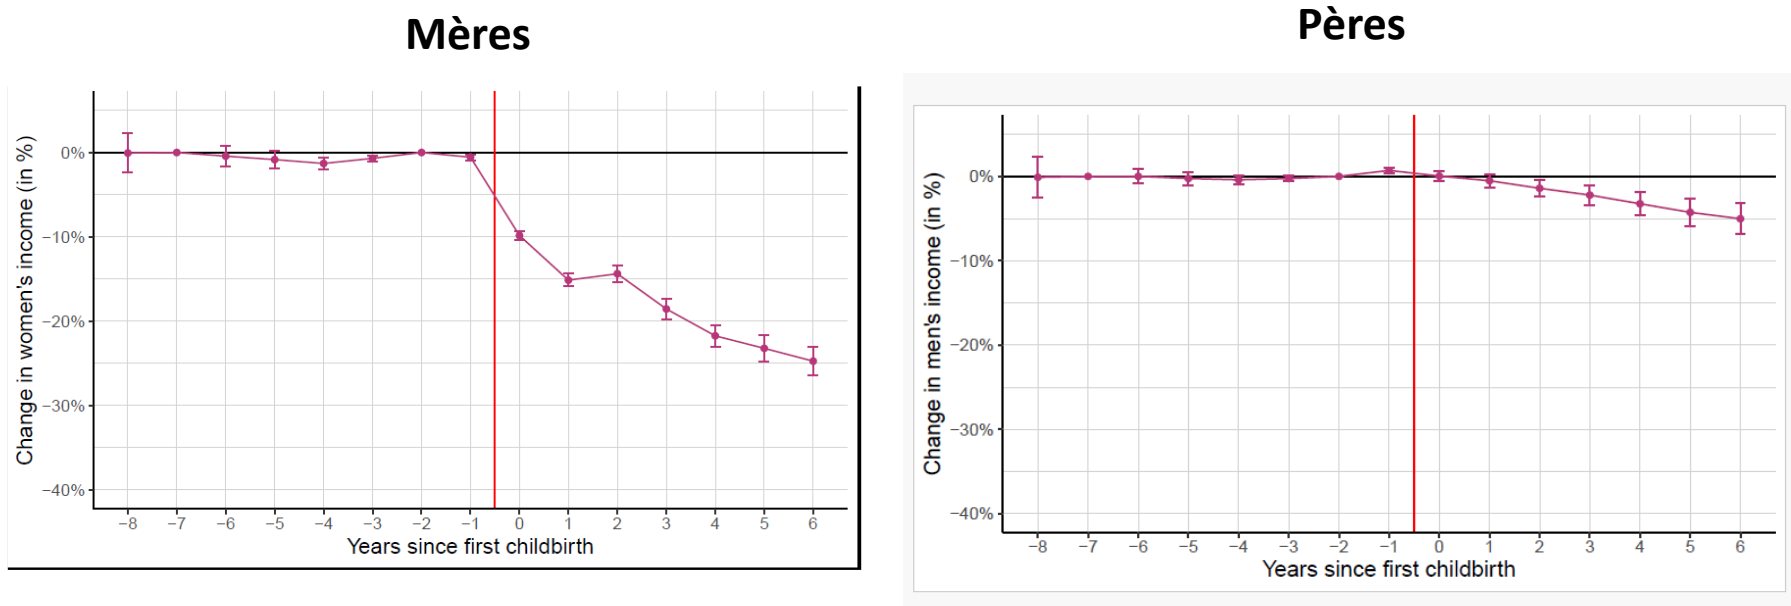 Mères
Pères
Change in women's income (in %)
0%
−10%
−20%
−30%
−40%
−8 −7 −6 −5 −4 −3 −2 −1 0 1 2 3 4 5 6
Years since first childbirth
Change in men's income (in %)
0%
−10%
−20%
−30%
−40%
−8 −7 −6 −5 −4 −3 −2 −1 0 1 2 3 4 5 6
Years since first childbirth